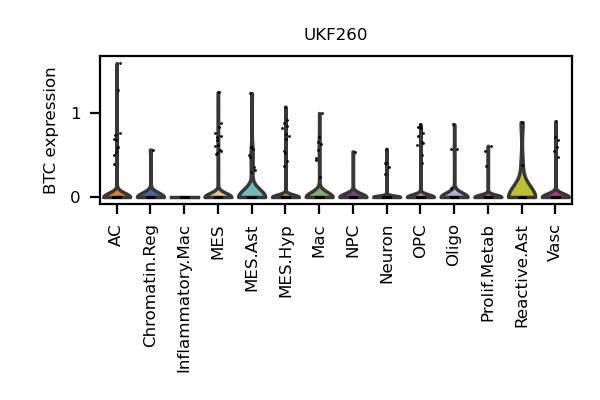 UKF260
BTC expression
1
0
AC
Chromatin.Reg
Inflammatory.Mac
MES
MES.Ast
MES.Hyp
Mac
NPC
Neuron
OPC
Oligo
Prolif.Metab
Reactive.Ast
Vasc